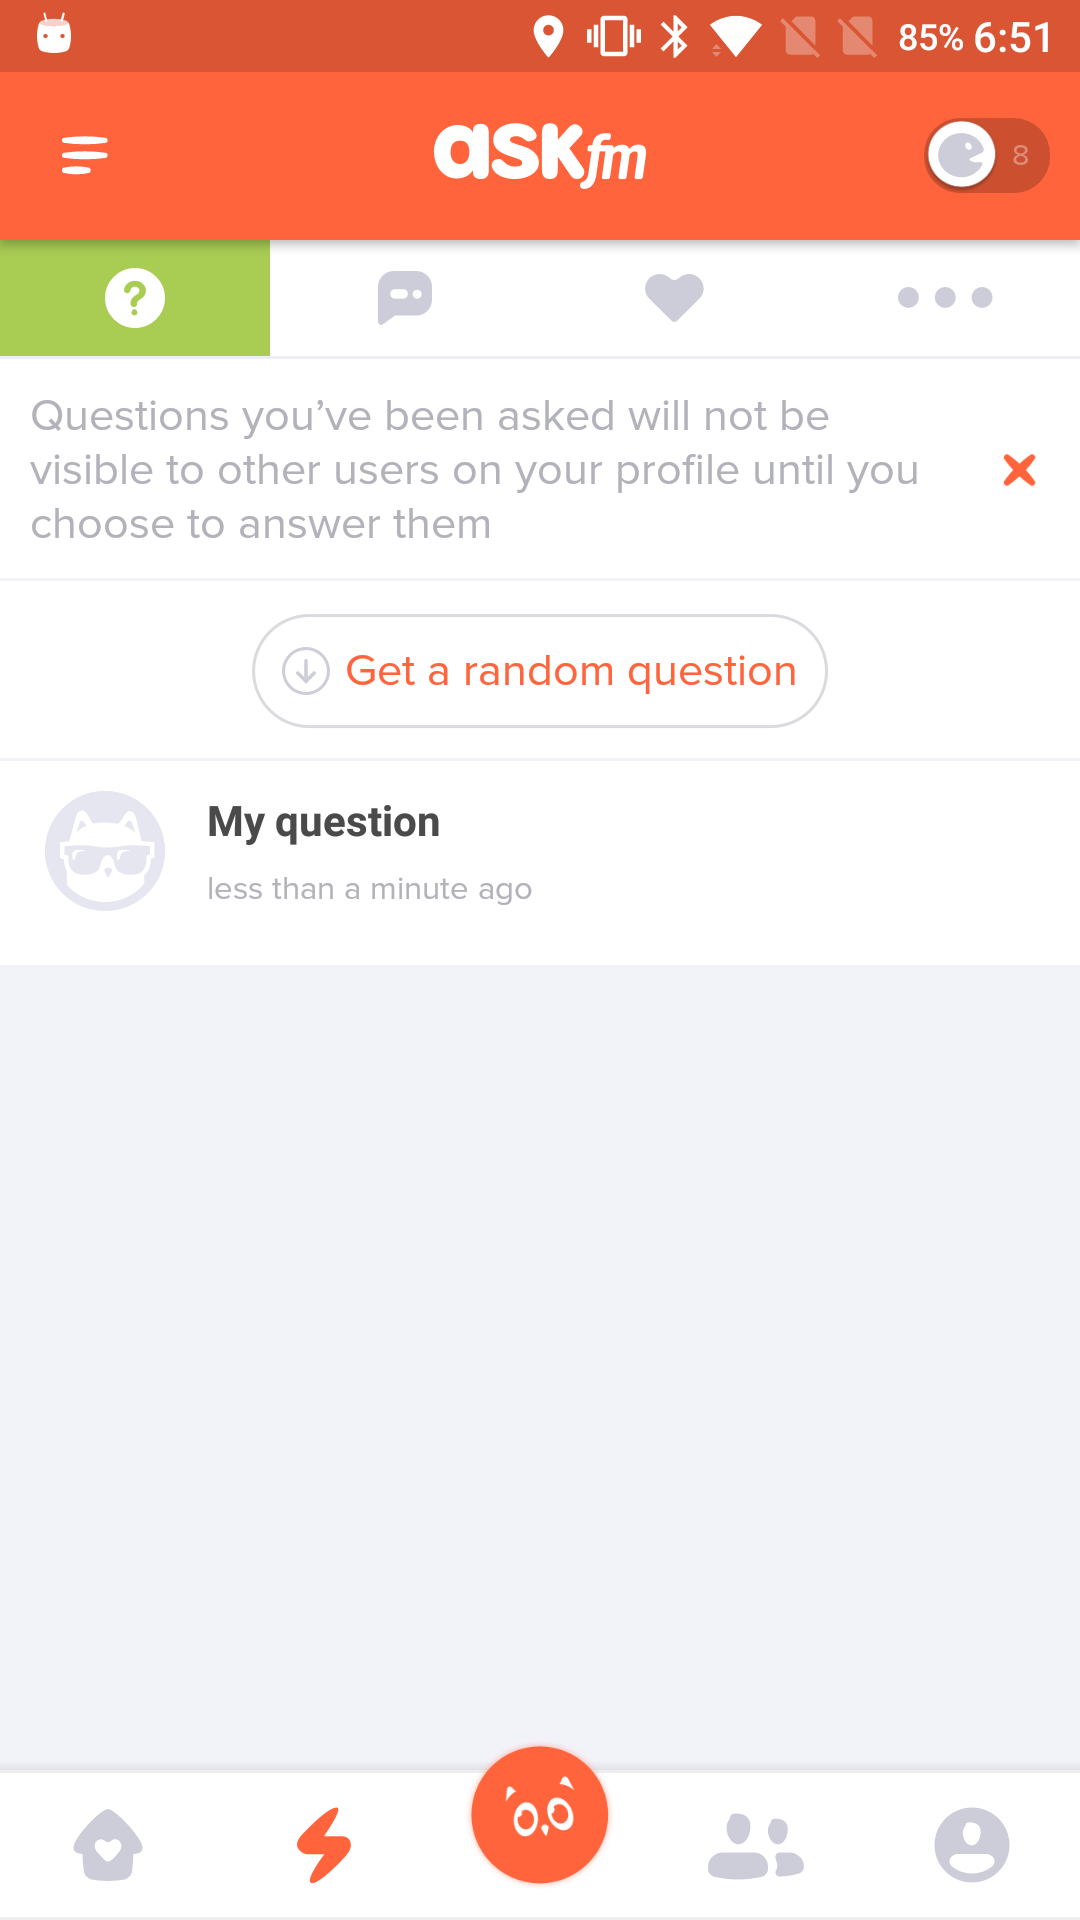 85% 6:51
askfm
8
Questions you’ve been asked will not be
visible to other users on your profile until you
choose to answer them
Get a random question
My question
less than a minute ago